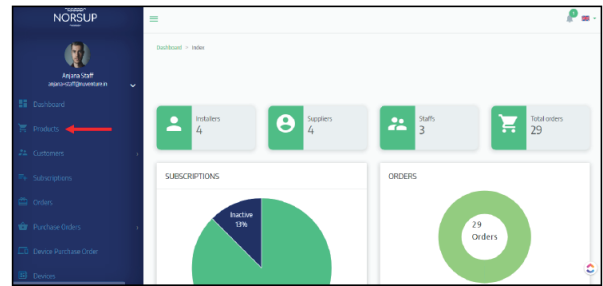 NORSUP
Anjana Staff
anjana+staff@nuventure.in
Dashboard
Products
Customers
Subscriptions
Orders
Purchase Orders
Device Purchase Order
Devices
Dashboard > Index
Installers
4
Suppliers
4
Staffs
3
Total orders
29
SUBSCRIPTIONS
Inactive
13%
ORDERS
29
Orders